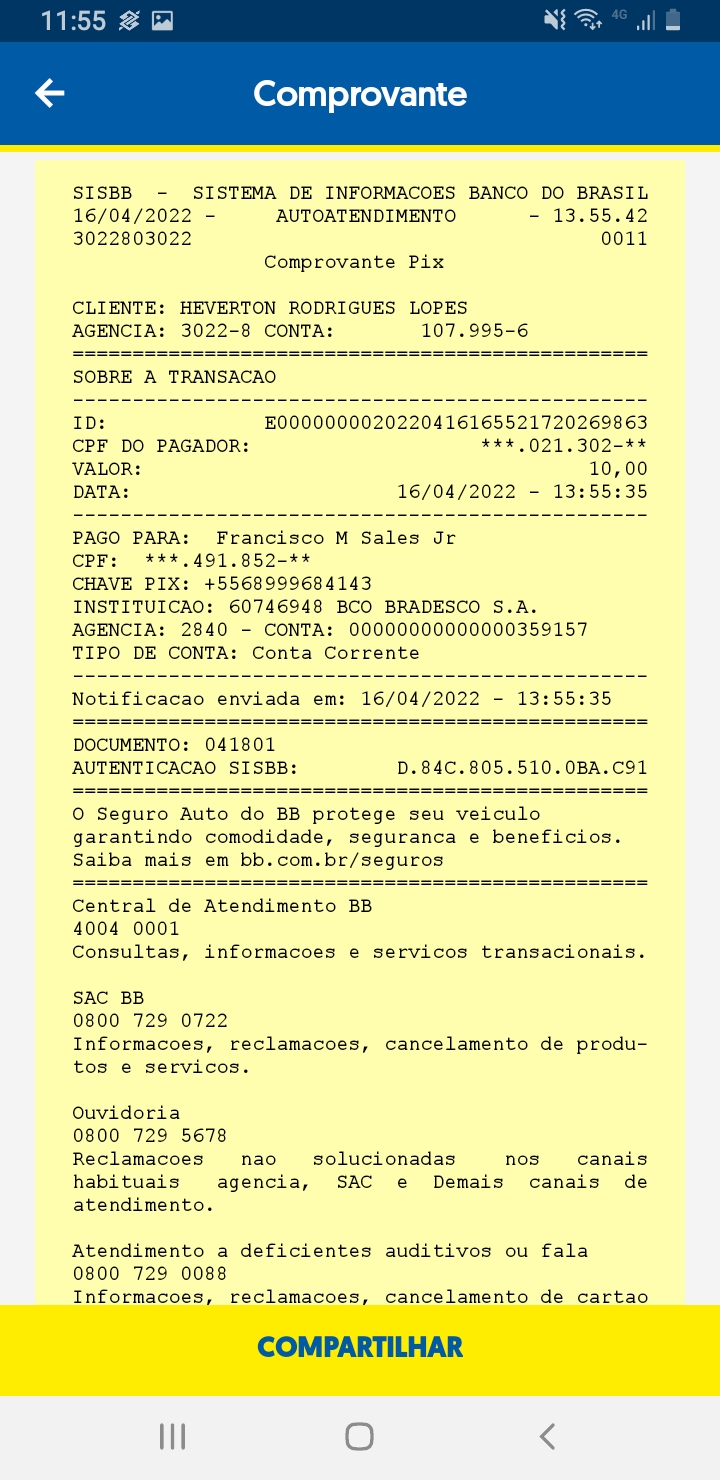 11:55
4G
Comprovante
SISBB - SISTEMA DE INFORMACOES BANCO DO BRASIL
16/04/2022 - AUTOATENDIMENTO - 13.55.42
3022803022 0011
Comprovante Pix
CLIENTE: HEVERTON RODRIGUES LOPES
AGENCIA: 3022-8 CONTA: 107.995-6
================================================
SOBRE A TRANSACAO
------------------------------------------------
ID: E00000000202204161655521720269863
CPF DO PAGADOR: ***.021.302-**
VALOR: 10,00
DATA: 16/04/2022 - 13:55:35
------------------------------------------------
PAGO PARA: Francisco M Sales Jr
CPF: ***.491.852-**
CHAVE PIX: +5568999684143
INSTITUICAO: 60746948 BCO BRADESCO S.A.
AGENCIA: 2840 - CONTA: 00000000000000359157
TIPO DE CONTA: Conta Corrente
------------------------------------------------
Notificacao enviada em: 16/04/2022 - 13:55:35
================================================
DOCUMENTO: 041801
AUTENTICACAO SISBB: D.84C.805.510.0BA.C91
================================================
O Seguro Auto do BB protege seu veiculo
garantindo comodidade, seguranca e beneficios.
Saiba mais em bb.com.br/seguros
================================================
Central de Atendimento BB
4004 0001
Consultas, informacoes e servicos transacionais.
SAC BB
0800 729 0722
Informacoes, reclamacoes, cancelamento de produ-
tos e servicos.
Ouvidoria
0800 729 5678
Reclamacoes nao solucionadas nos canais
habituais agencia, SAC e Demais canais de
atendimento.
Atendimento a deficientes auditivos ou fala
0800 729 0088
Informacoes, reclamacoes, cancelamento de cartao
COMPARTILHAR